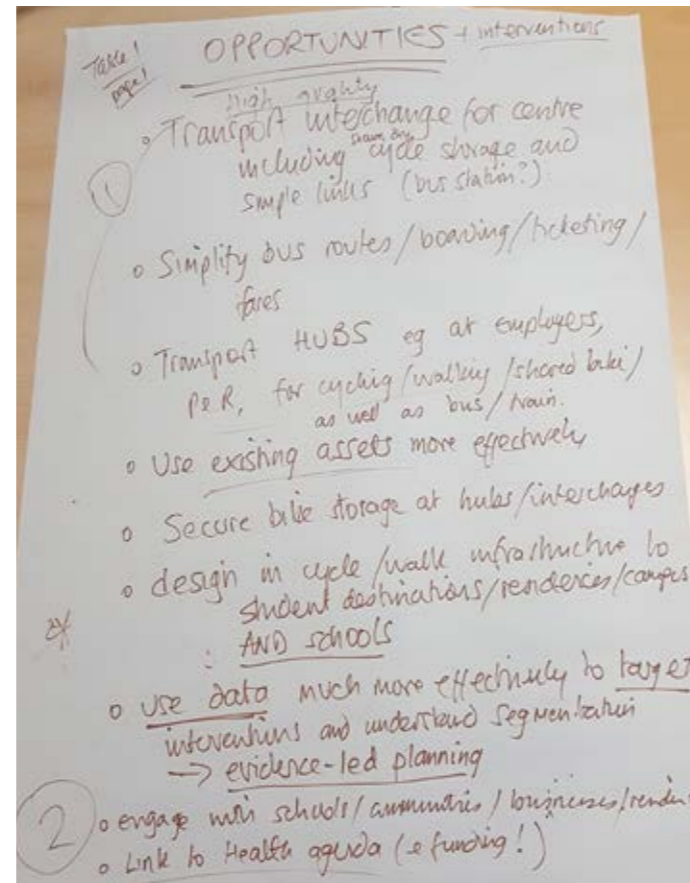 Table 1
page 1
OPPORTUNITIES + interventions
High quality
o Transport interchange for centre
including cycle storage and
simple links (bus station?)
1
o Simplify bus routes/boarding/ticketing/
fares
o Transport HUBS eg at employers,
P&R, for cycling/walking/shared bike/
as well as bus/train.
o Use existing assets more effectively
o Secure bike storage at hubs/interchanges
o design in cycle/walk infrastructure to
student destinations/residences/campus
AND schools
o use data much more effectively to target
interventions and understand segmentation
→ evidence-led planning
2
o engage with schools/communities/businesses/
o Link to Health agenda (& funding!)